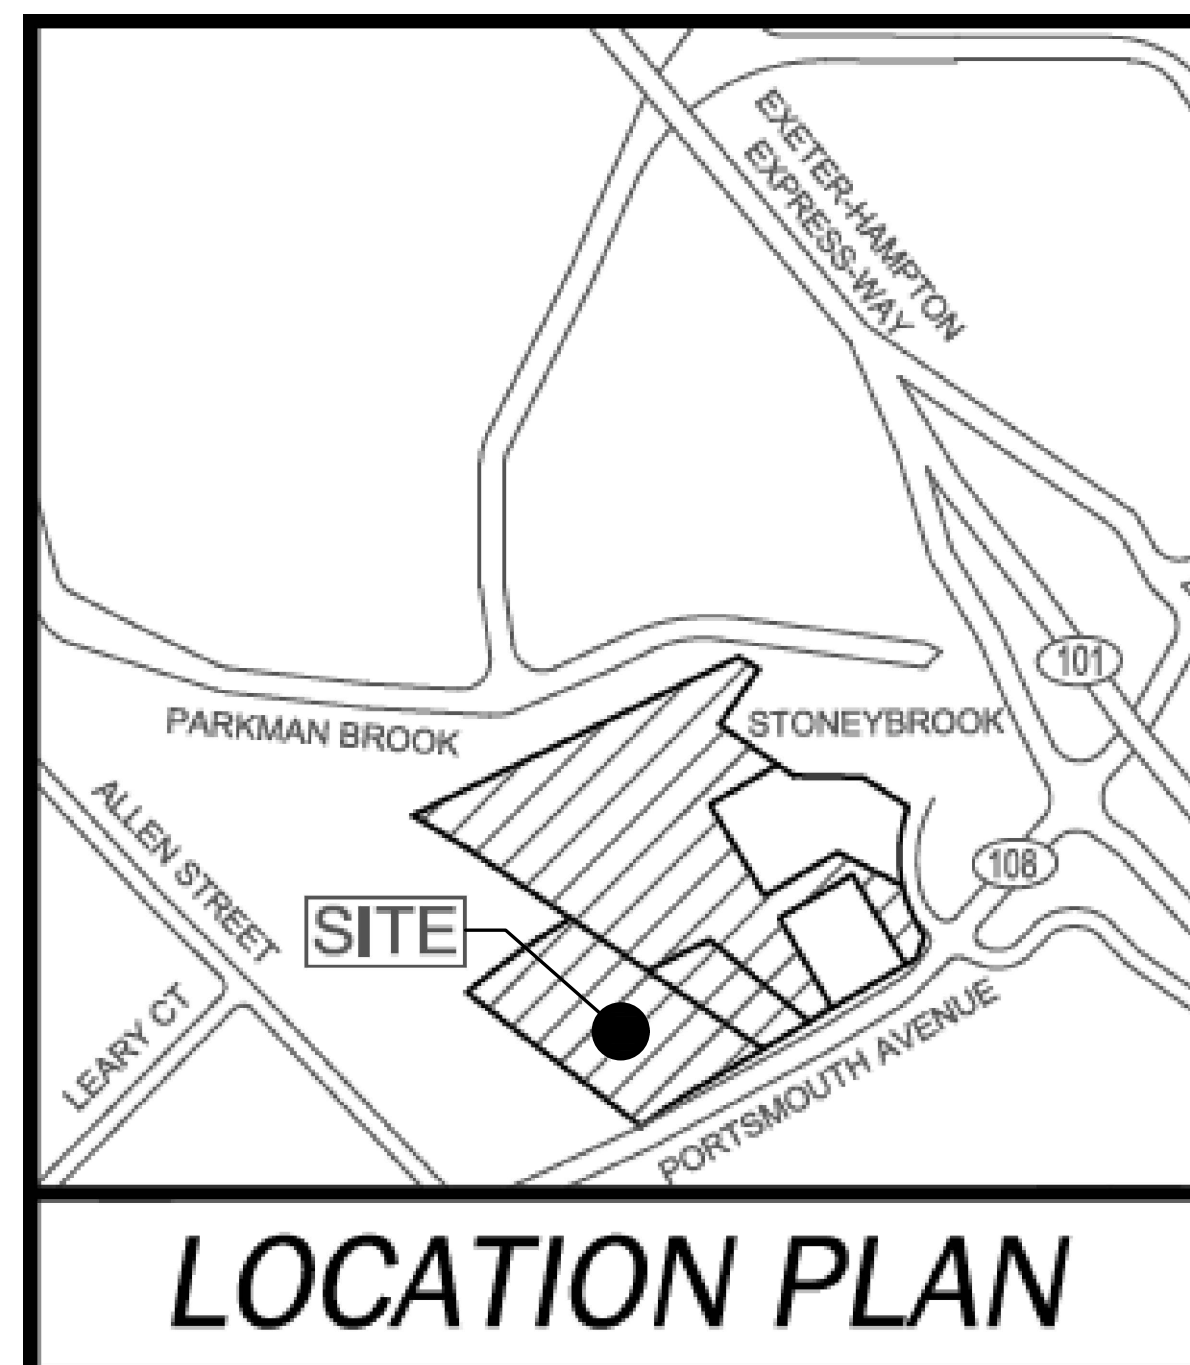 EXETER-HAMPTON
EXPRESS-WAY
101
PARKMAN BROOK
STONEYBROOK
ALLEN STREET
108
SITE
LEARY CT
PORTSMOUTH AVENUE
LOCATION PLAN